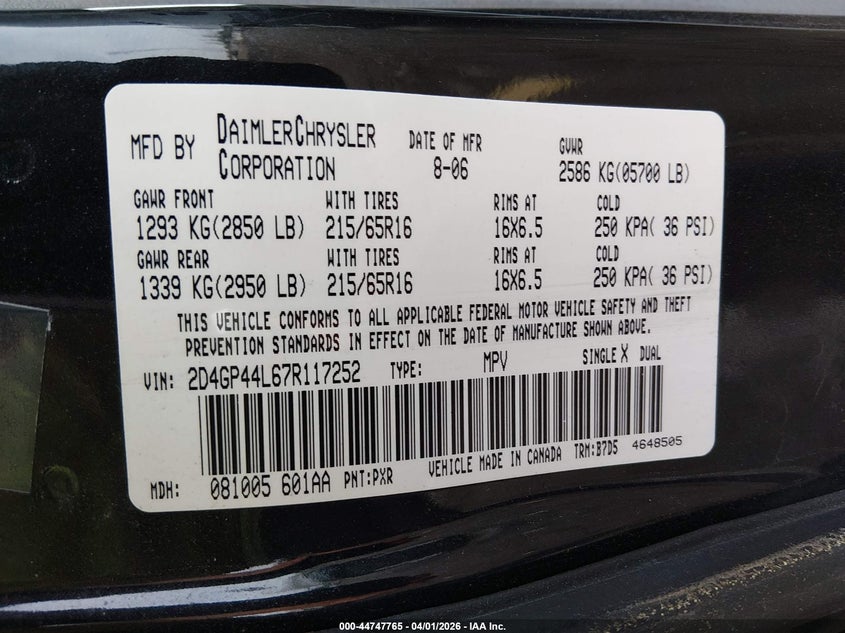 MFD BY DAIMLERCHRYSLER CORPORATION DATE OF MFR 8-06 GVWR 2586 KG(05700 LB)
GAWR FRONT WITH TIRES RIMS AT COLD
1293 KG(2850 LB) 215/65R16 16X6.5 250 KPA( 36 PSI)
GAWR REAR WITH TIRES RIMS AT COLD
1339 KG(2950 LB) 215/65R16 16X6.5 250 KPA( 36 PSI)
THIS VEHICLE CONFORMS TO ALL APPLICABLE FEDERAL MOTOR VEHICLE SAFETY AND THEFT
PREVENTION STANDARDS IN EFFECT ON THE DATE OF MANUFACTURE SHOWN ABOVE.
VIN: 2D4GP44L67R117252 TYPE: MPV SINGLE X DUAL
MDH: 081005 601AA PNT:PXR VEHICLE MADE IN CANADA TRM:B7D5 4648505
000-44747765 - 04/01/2026 - IAA Inc.